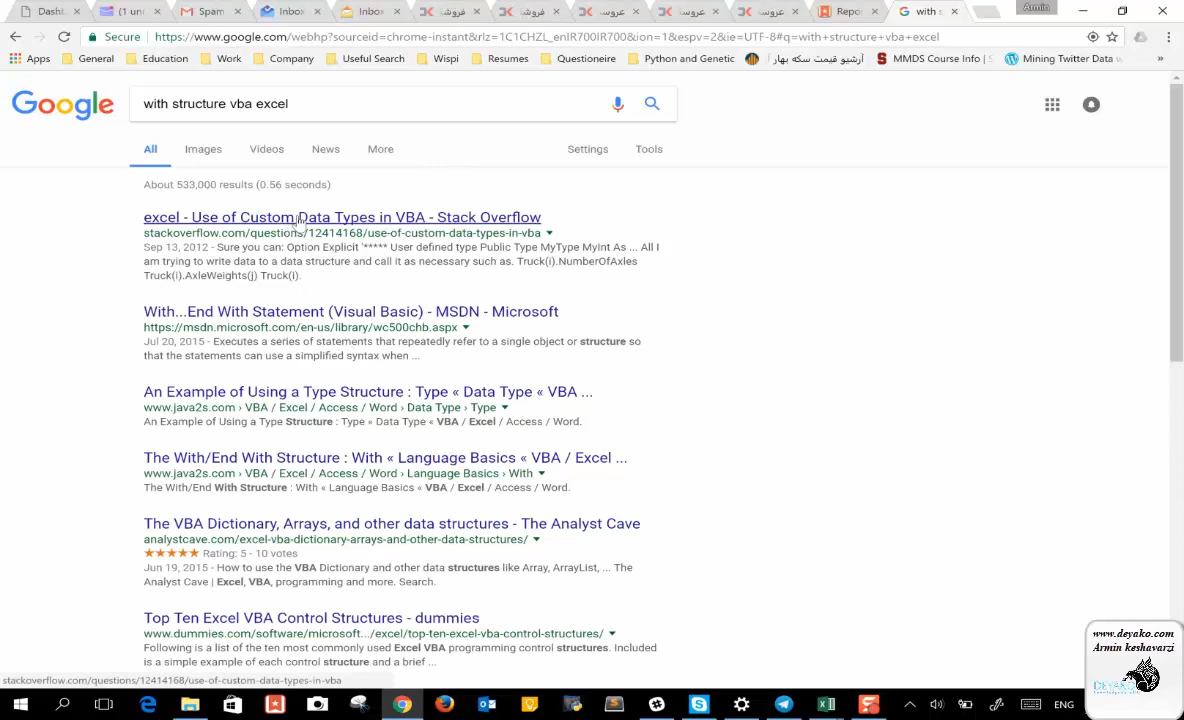 Dashb
(1 unr
Spam
Inbox
Inbox
فروشن
فروشن
عروسـ
عروسـ
عروسـ
Repor
with s
Armin
Secure https://www.google.com/webhp?sourceid=chrome-instant&rlz=1C1CHZL_enIR700IR700&ion=1&espv=2&ie=UTF-8#q=with+structure+vba+excel
Apps General Education Work Company Useful Search Wispi Resumes Questioneire Python and Genetic آرشیو قیمت سکه بهار S MMDS Course Info | S Mining Twitter Data w »
Google with structure vba excel
All Images Videos News More Settings Tools
About 533,000 results (0.56 seconds)
excel - Use of Custom Data Types in VBA - Stack Overflow
stackoverflow.com/questions/12414168/use-of-custom-data-types-in-vba
Sep 13, 2012 - Sure you can: Option Explicit '***** User defined type Public Type MyType MyInt As ... All I
am trying to write data to a data structure and call it as necessary such as. Truck(i).NumberOfAxles
Truck(i).AxleWeights(j) Truck(i).
With...End With Statement (Visual Basic) - MSDN - Microsoft
https://msdn.microsoft.com/en-us/library/wc500chb.aspx
Jul 20, 2015 - Executes a series of statements that repeatedly refer to a single object or structure so
that the statements can use a simplified syntax when ...
An Example of Using a Type Structure : Type « Data Type « VBA ...
www.java2s.com › VBA / Excel / Access / Word › Data Type › Type
An Example of Using a Type Structure : Type « Data Type « VBA / Excel / Access / Word.
The With/End With Structure : With « Language Basics « VBA / Excel ...
www.java2s.com › VBA / Excel / Access / Word › Language Basics › With
The With/End With Structure : With « Language Basics « VBA / Excel / Access / Word.
The VBA Dictionary, Arrays, and other data structures - The Analyst Cave
analystcave.com/excel-vba-dictionary-arrays-and-other-data-structures/
Rating: 5 - 10 votes
Jun 19, 2015 - How to use the VBA Dictionary and other data structures like Array, ArrayList, ... The
Analyst Cave | Excel, VBA, programming and more. Search.
Top Ten Excel VBA Control Structures - dummies
www.dummies.com/software/microsoft.../excel/top-ten-excel-vba-control-structures/
Following is a list of the ten most commonly used Excel VBA programming control structures. Included
is a simple example of each control structure and a brief ...
stackoverflow.com/questions/12414168/use-of-custom-data-types-in-vba
www.deyako.com
Armin keshavarzi
DEYAKO
ENG